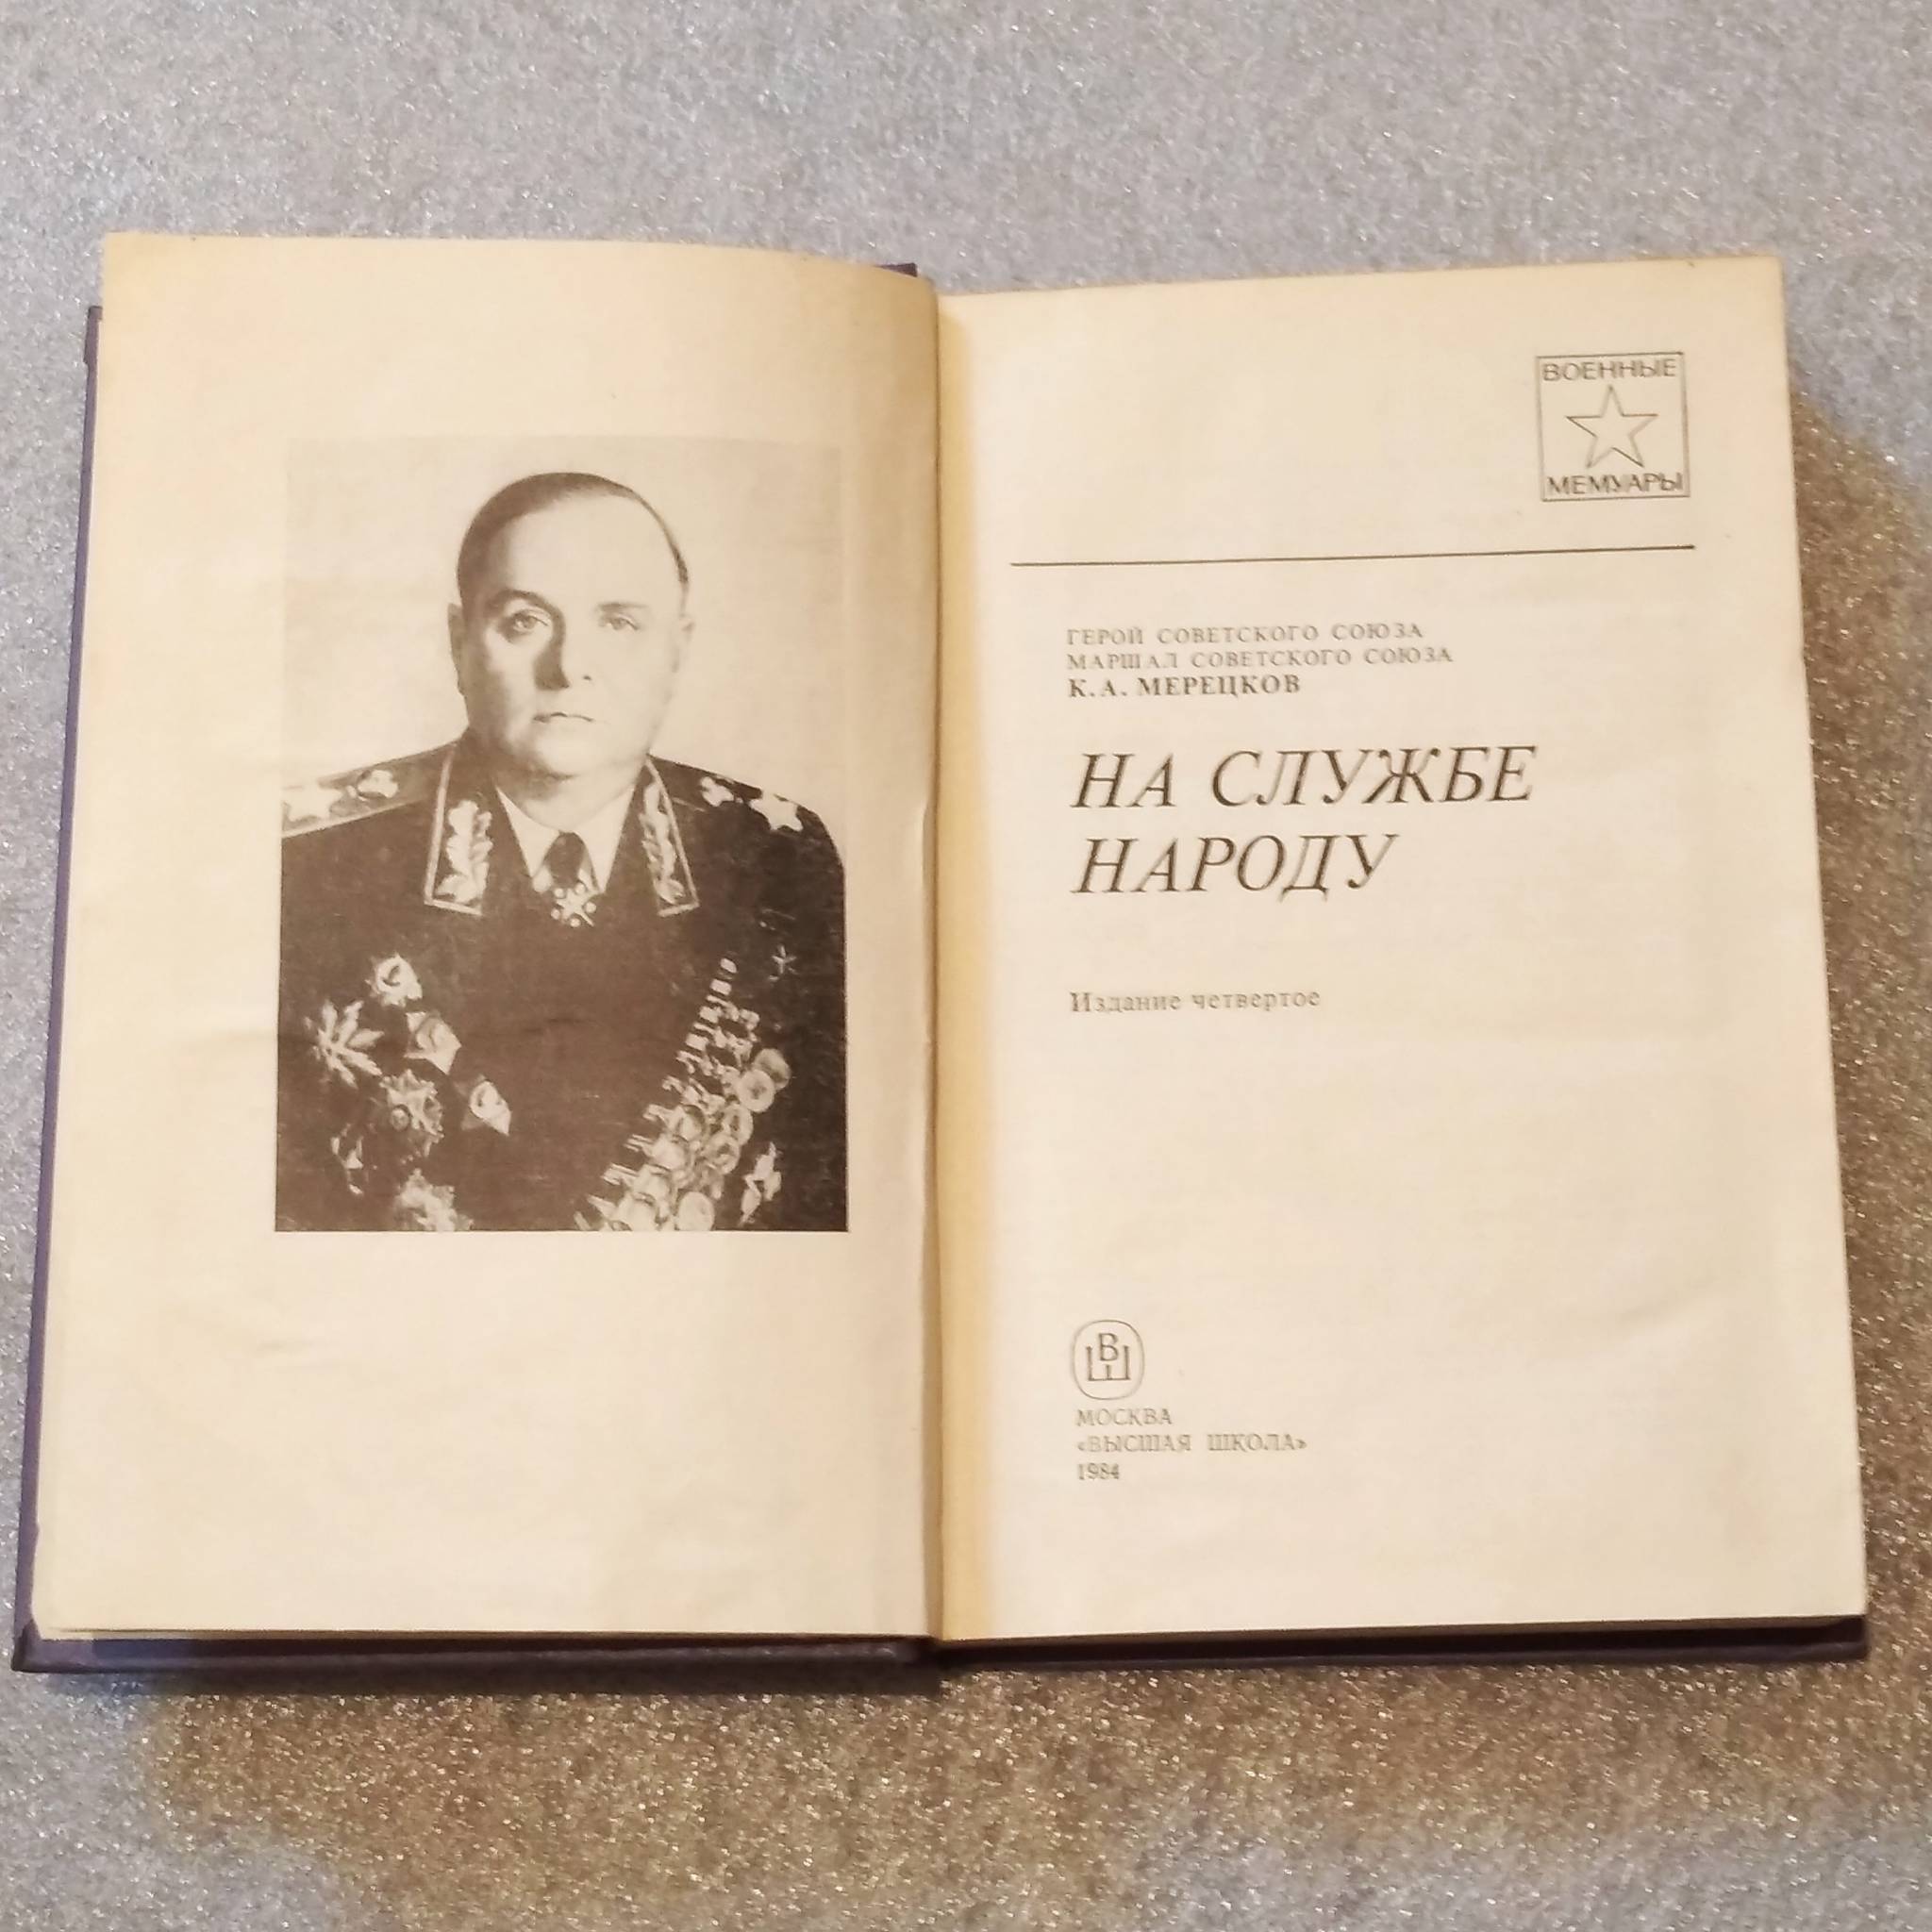 ВОЕННЫЕ
МЕМУАРЫ
ГЕРОЙ СОВЕТСКОГО СОЮЗА
МАРШАЛ СОВЕТСКОГО СОЮЗА
К.А. МЕРЕЦКОВ
НА СЛУЖБЕ
НАРОДУ
Издание четвертое
ВШ
МОСКВА
«ВЫСШАЯ ШКОЛА»
1984